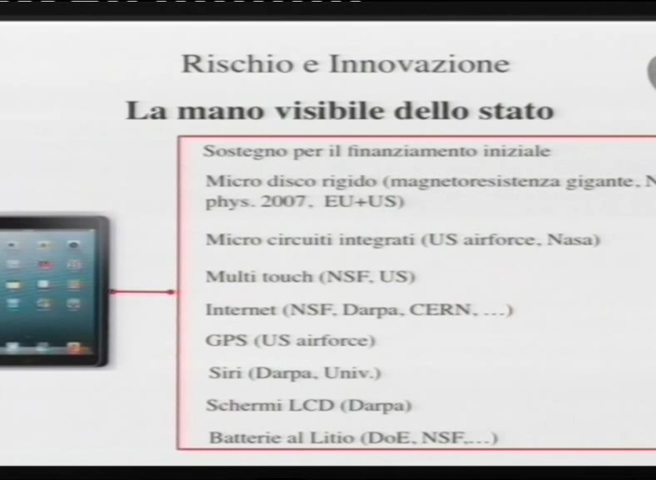 Rischio e Innovazione
La mano visibile dello stato
Sostegno per il finanziamento iniziale
Micro disco rigido (magnetoresistenza gigante, N
phys. 2007, EU+US)
Micro circuiti integrati (US airforce, Nasa)
Multi touch (NSF, US)
Internet (NSF, Darpa, CERN, ...)
GPS (US airforce)
Siri (Darpa, Univ.)
Schermi LCD (Darpa)
Batterie al Litio (DoE, NSF,...)